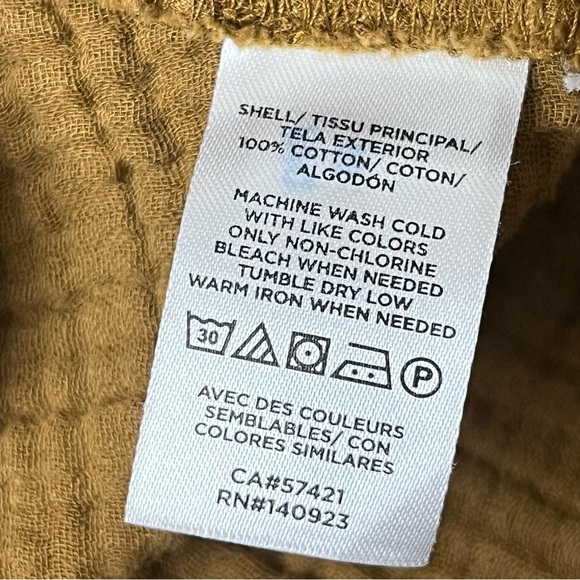 SHELL/ TISSU PRINCIPAL/
TELA EXTERIOR
100% COTTON/ COTON/
ALGODÓN
MACHINE WASH COLD
WITH LIKE COLORS
ONLY NON-CHLORINE
BLEACH WHEN NEEDED
TUMBLE DRY LOW
WARM IRON WHEN NEEDED
30 P
AVEC DES COULEURS
SEMBLABLES/ CON
COLORES SIMILARES
CA#57421
RN#140923